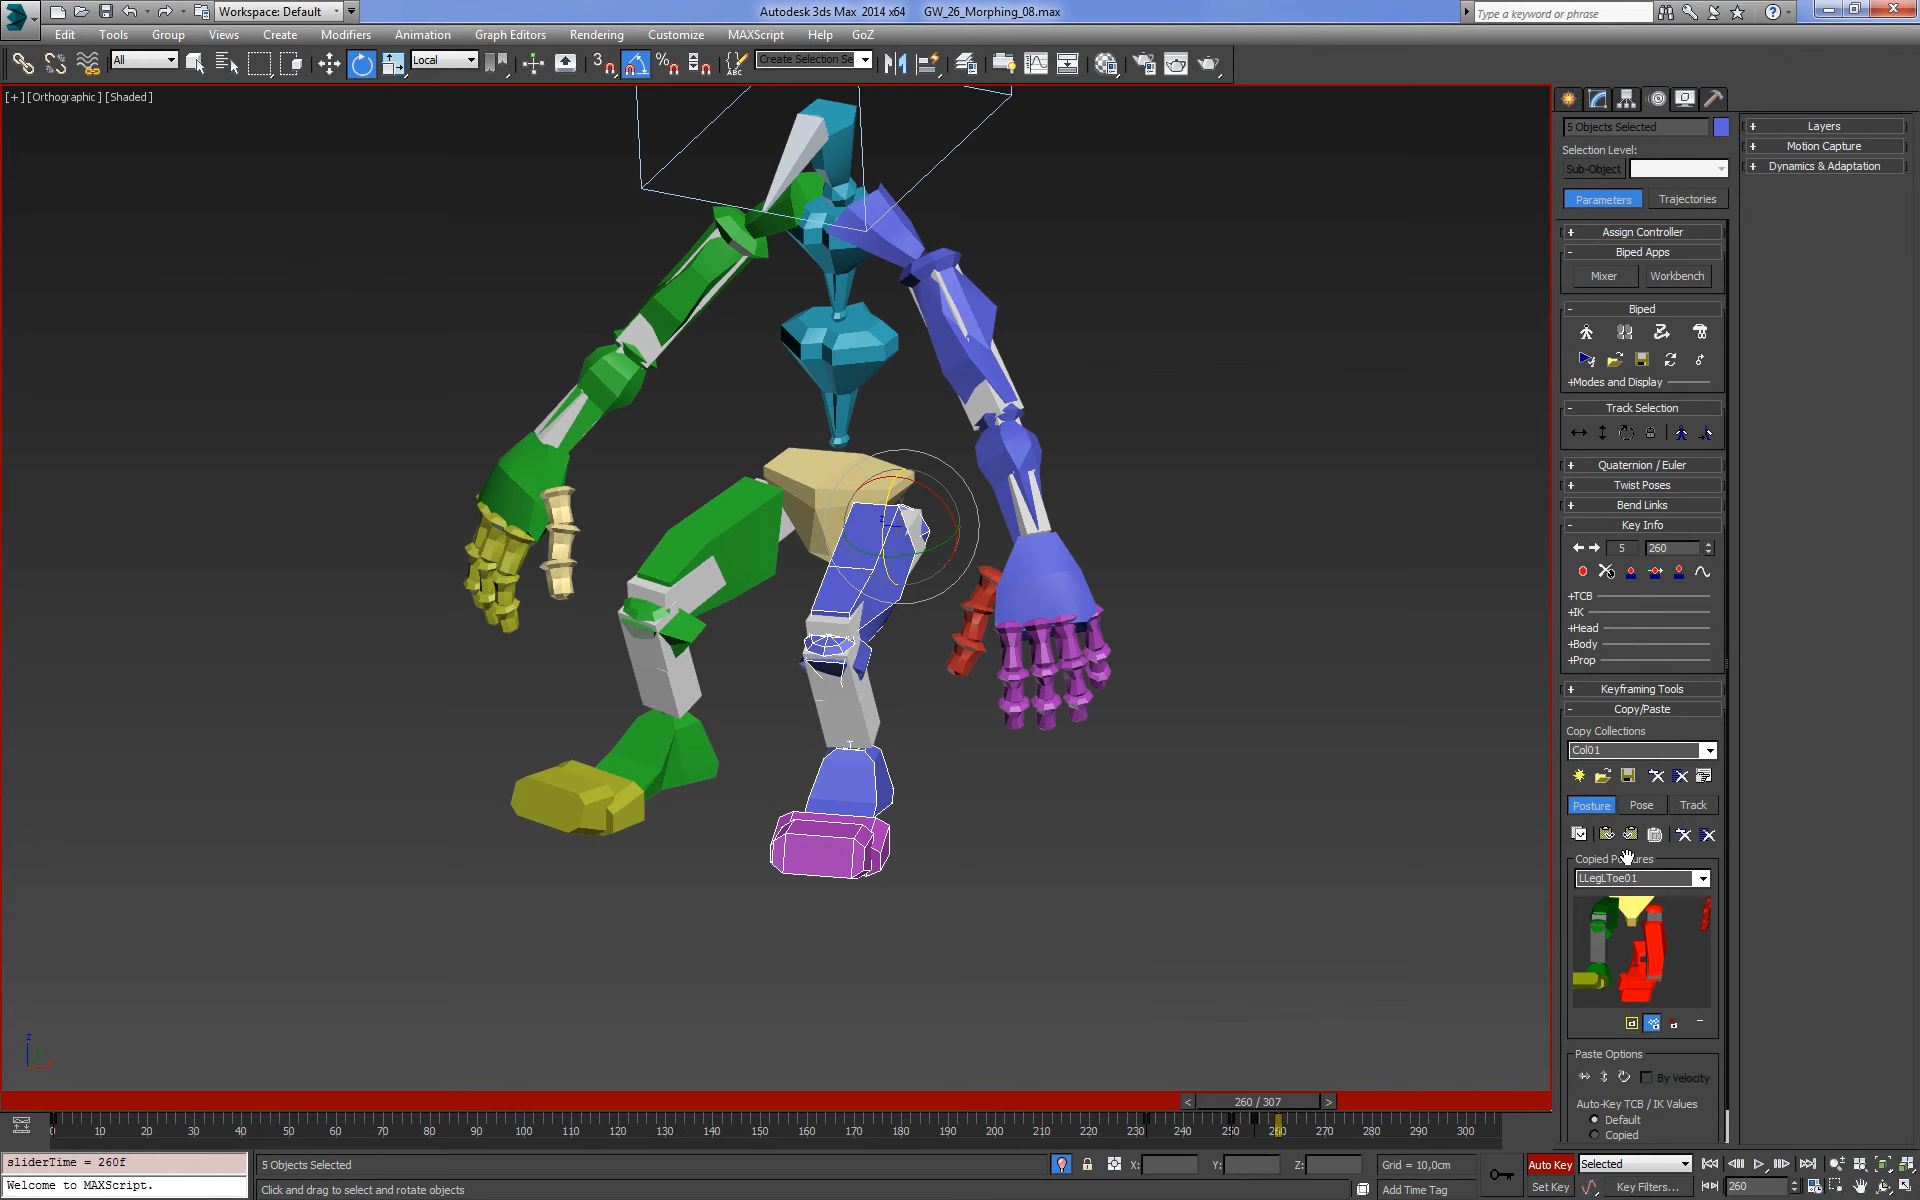 Workspace: Default
Autodesk 3ds Max 2014 x64 GW_26_Morphing_08.max
Type a keyword or phrase
Edit Tools Group Views Create Modifiers Animation Graph Editors Rendering Customize MAXScript Help GoZ
All
Local
Create Selection Se
[+] [Orthographic] [Shaded]
5 Objects Selected
Selection Level:
Sub-Object
Parameters Trajectories
+ Assign Controller
- Biped Apps
Mixer Workbench
- Biped
+Modes and Display
- Track Selection
+ Quaternion / Euler
+ Twist Poses
+ Bend Links
- Key Info
5 260
+TCB
+IK
+Head
+Body
+Prop
+ Keyframing Tools
- Copy/Paste
Copy Collections
Col01
Posture Pose Track
LLegLToe01
Paste Options
By Velocity
Auto-Key TCB / IK Values
Default
Copied
+ Layers
+ Motion Capture
+ Dynamics & Adaptation
< 260 / 307 >
10 20 30 40 50 60 70 80 90 100 110 120 130 140 150 160 170 180 190 200 210 220 230 240 250 260 270 280 290 300
sliderTime = 260f
Welcome to MAXScript.
5 Objects Selected
Click and drag to select and rotate objects
X: Y: Z:
Grid = 10,0cm
Add Time Tag
Auto Key Selected
Set Key Key Filters...
260